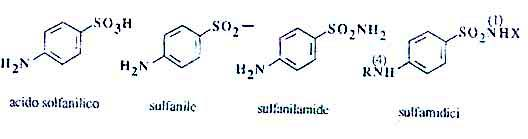 SO₃H
H₂N
acido solfanilico
SO₂—
H₂N
sulfanile
SO₂NH₂
H₂N
sulfanilamide
(1)
SO₂NHX
(4)
RNH
sulfamidici